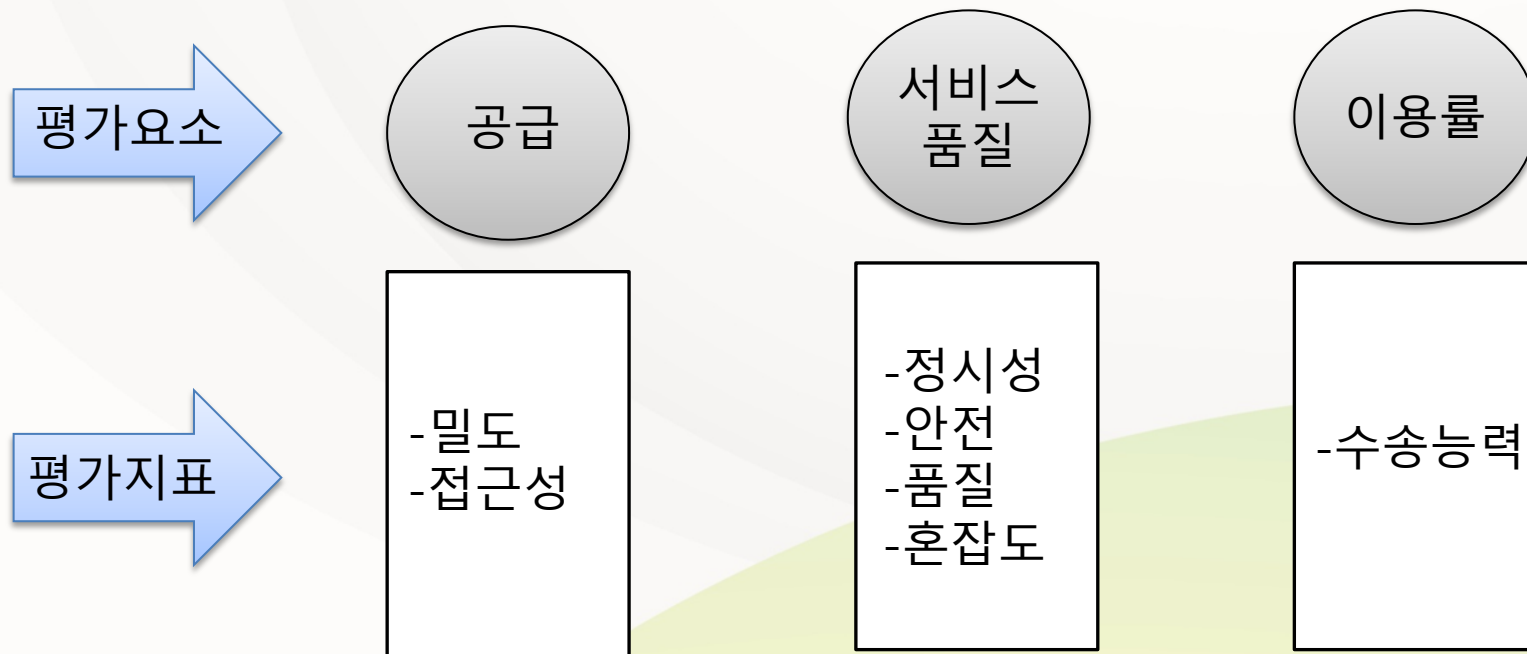 평가요소
공급
서비스
품질
이용률
평가지표
-밀도
-접근성
-정시성
-안전
-품질
-혼잡도
-수송능력